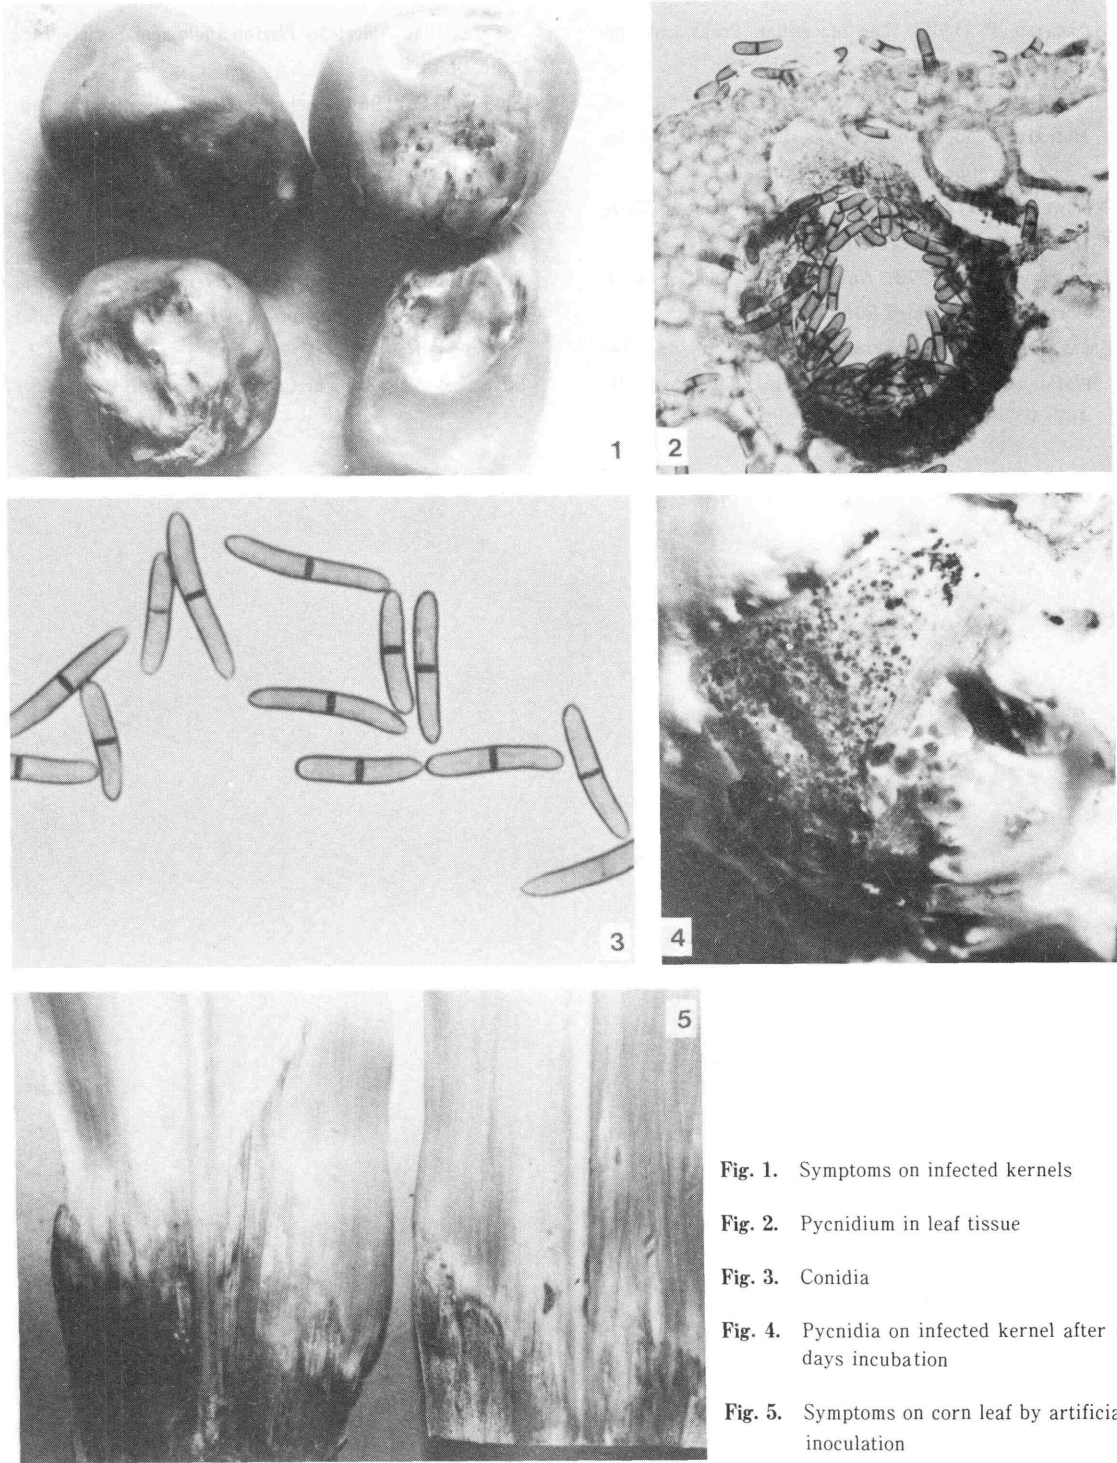 1
2
3
4
5
Fig. 1. Symptoms on infected kernels
Fig. 2. Pycnidium in leaf tissue
Fig. 3. Conidia
Fig. 4. Pycnidia on infected kernel after
days incubation
Fig. 5. Symptoms on corn leaf by
inoculation